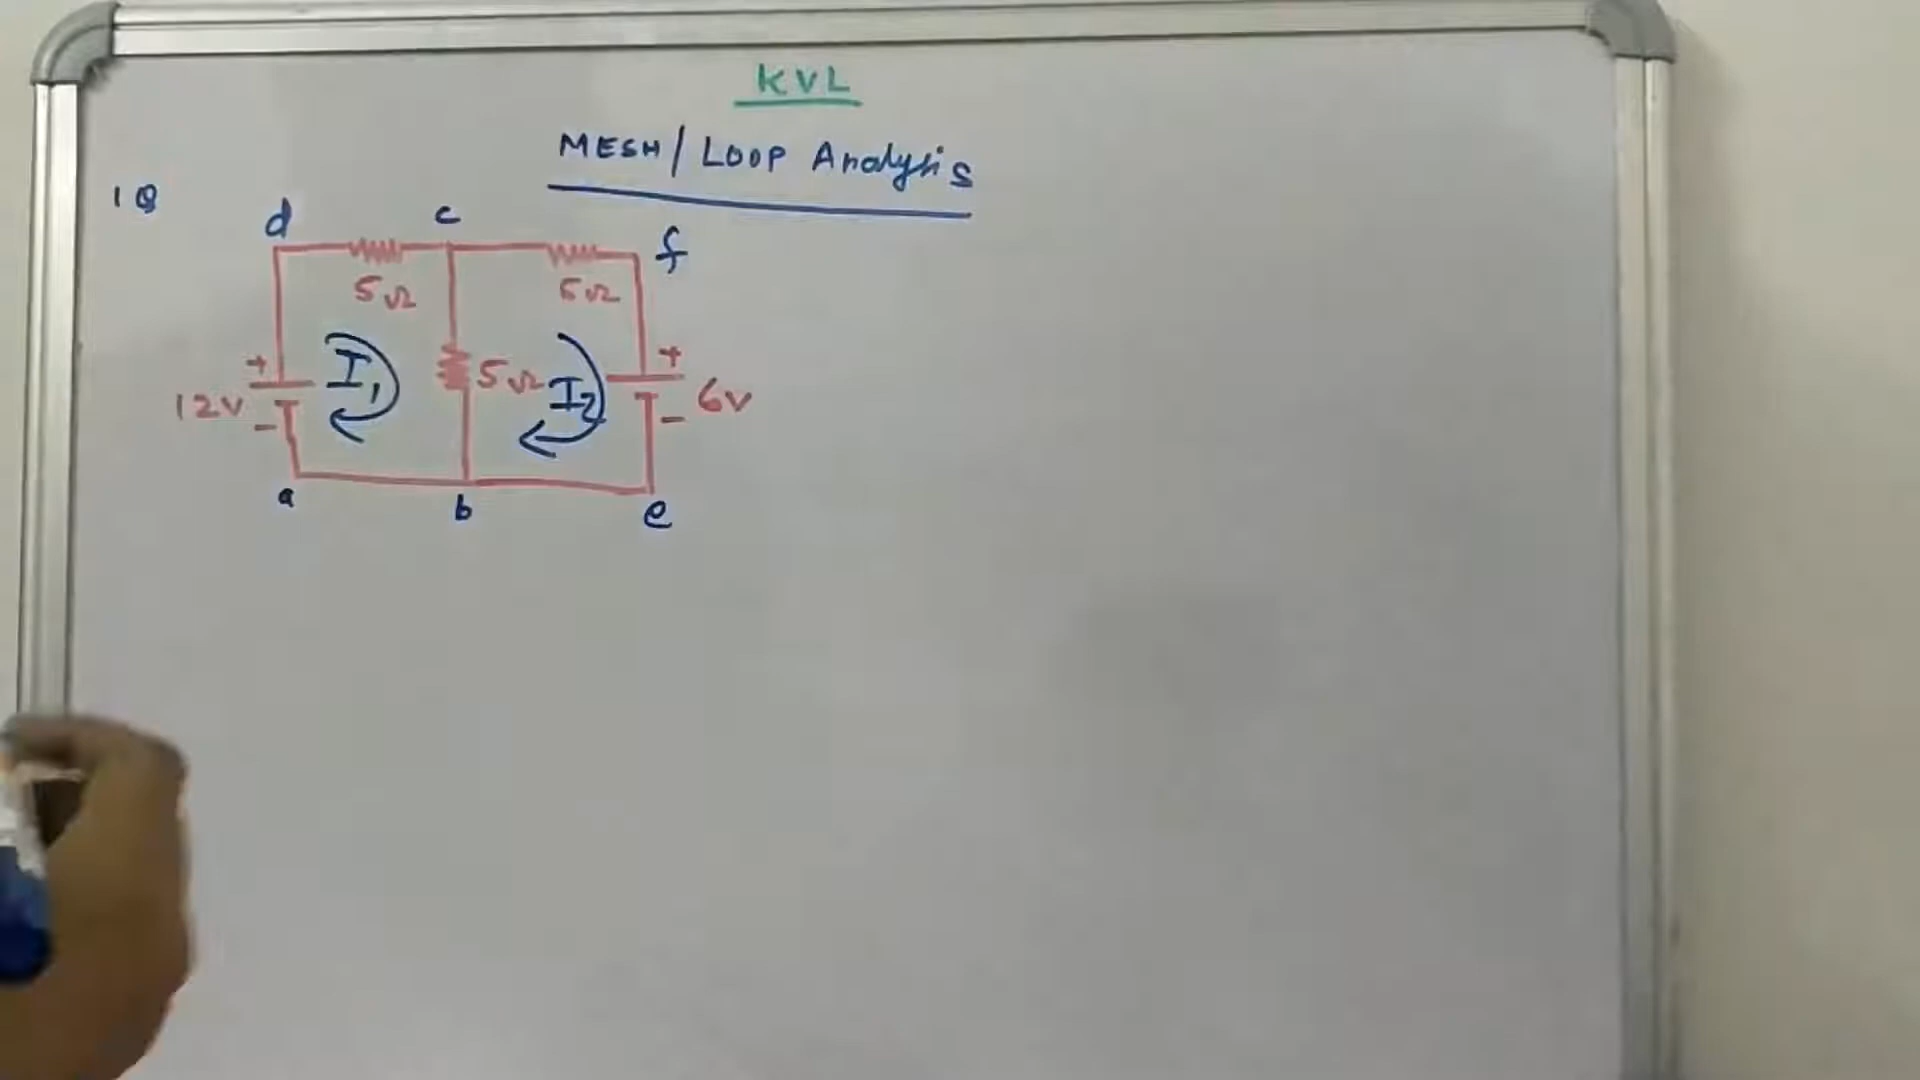 KVL
MESH / LOOP Analysis
1Q
d c f
5Ω 5Ω
+ I1 5Ω I2 +
12V 6V
- -
a b e